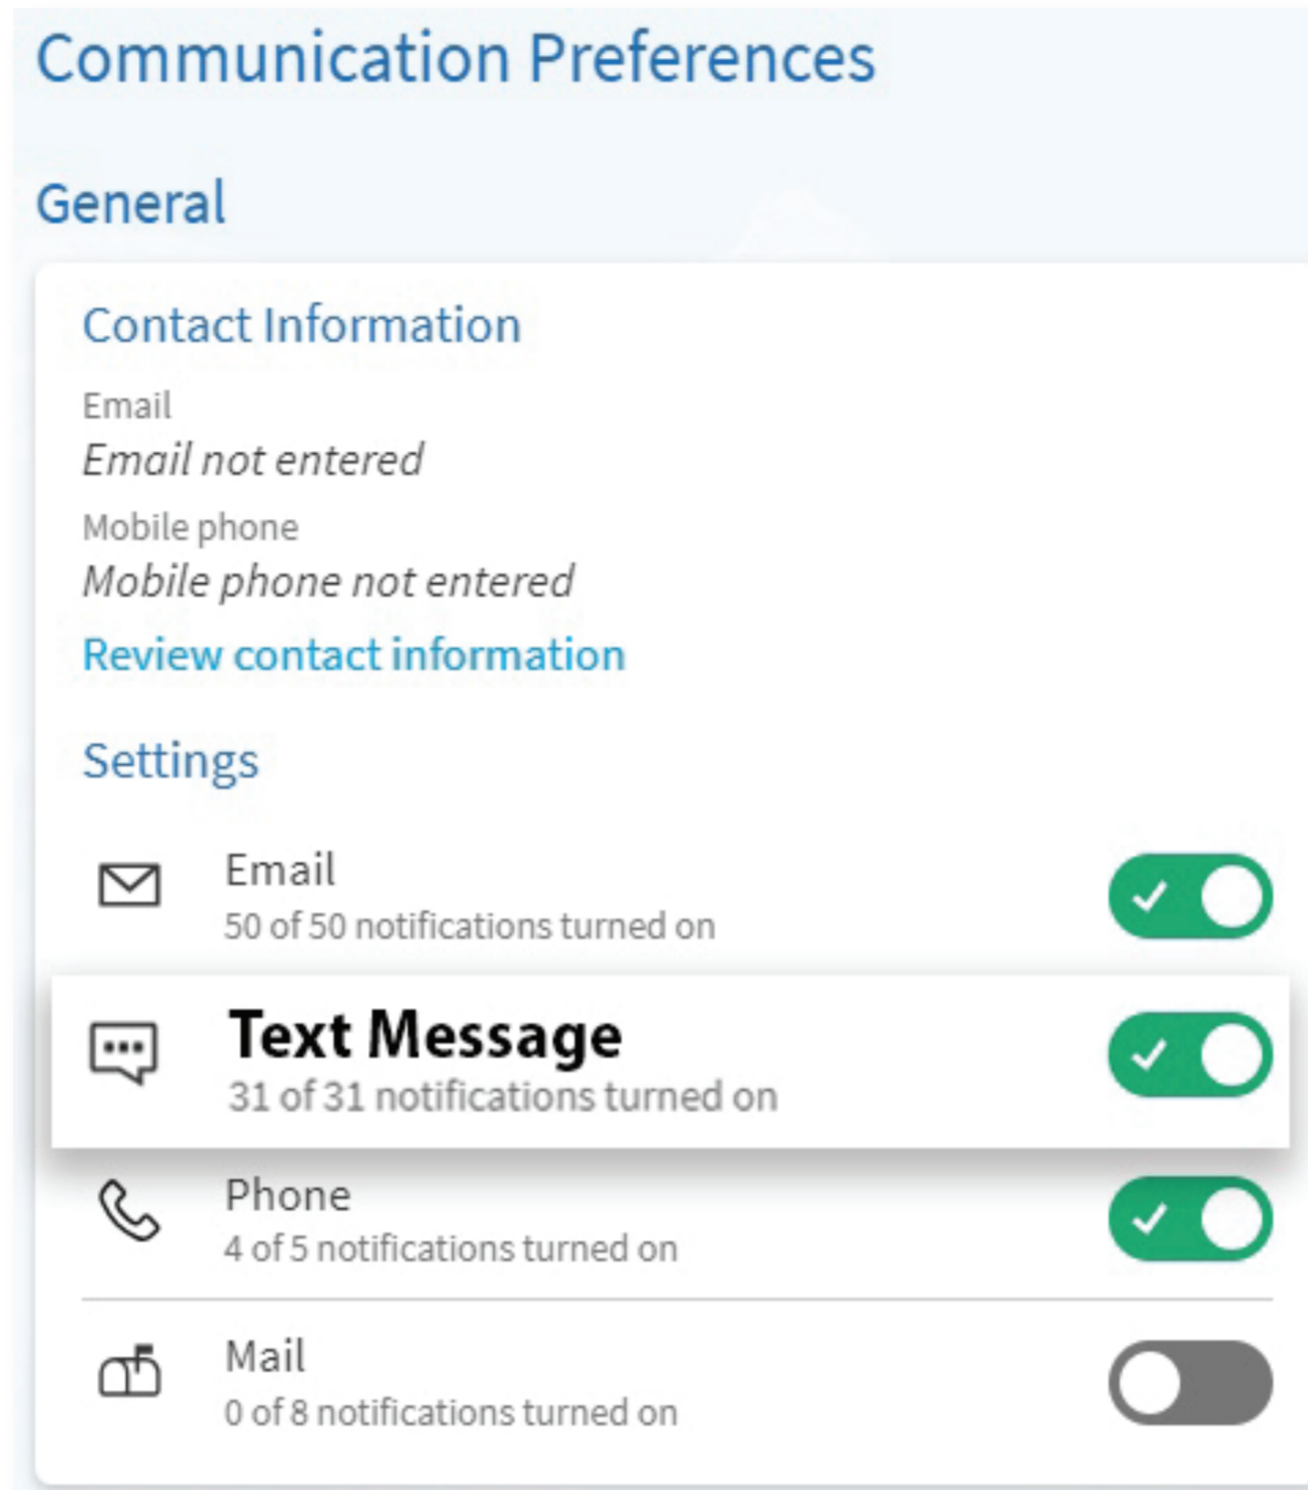 Communication Preferences
General
Contact Information
Email
Email not entered
Mobile phone
Mobile phone not entered
Review contact information
Settings
Email
50 of 50 notifications turned on
Text Message
31 of 31 notifications turned on
Phone
4 of 5 notifications turned on
Mail
0 of 8 notifications turned on